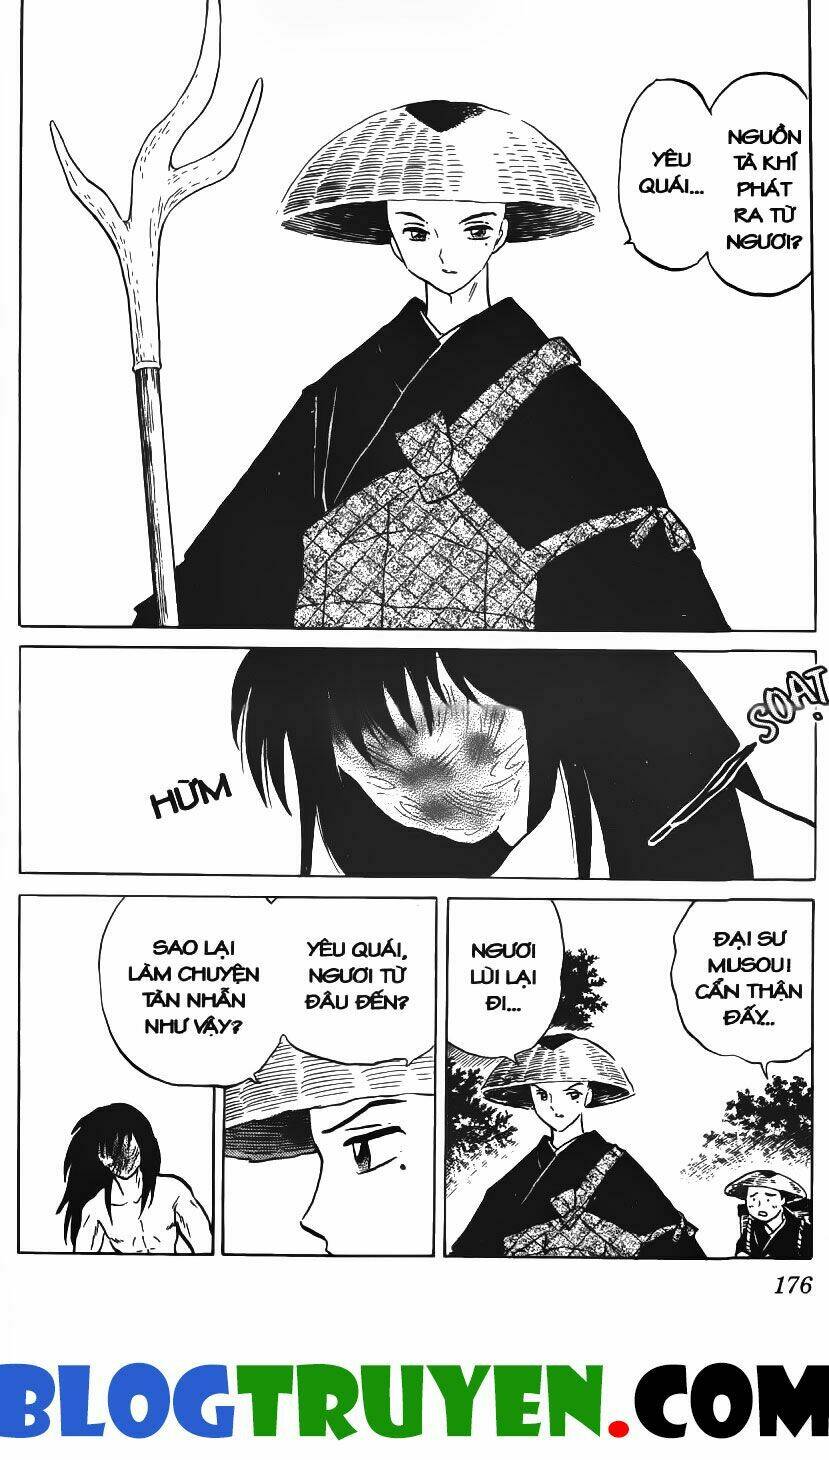 NGUỒN
TÀ KHÍ
PHÁT
RA TỪ
NGƯƠI?
YÊU
QUÁI...
SOẠT
HỪM
ĐẠI SƯ
MUSOU!
CẨN THẬN
ĐẤY...
NGƯƠI
LÙI LẠI
ĐI...
YÊU QUÁI,
NGƯƠI TỪ
ĐÂU ĐẾN?
SAO LẠI
LÀM CHUYỆN
TÀN NHẪN
NHƯ VẬY?
176
BLOGTRUYEN.COM